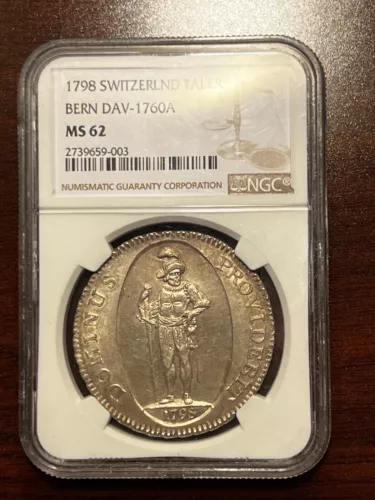 1798 SWITZERLND TALER
BERN DAV-1760A
MS 62
2739659-003
NUMISMATIC GUARANTY CORPORATION
NGC®
DOMINUS PROVIDEBIT
1798